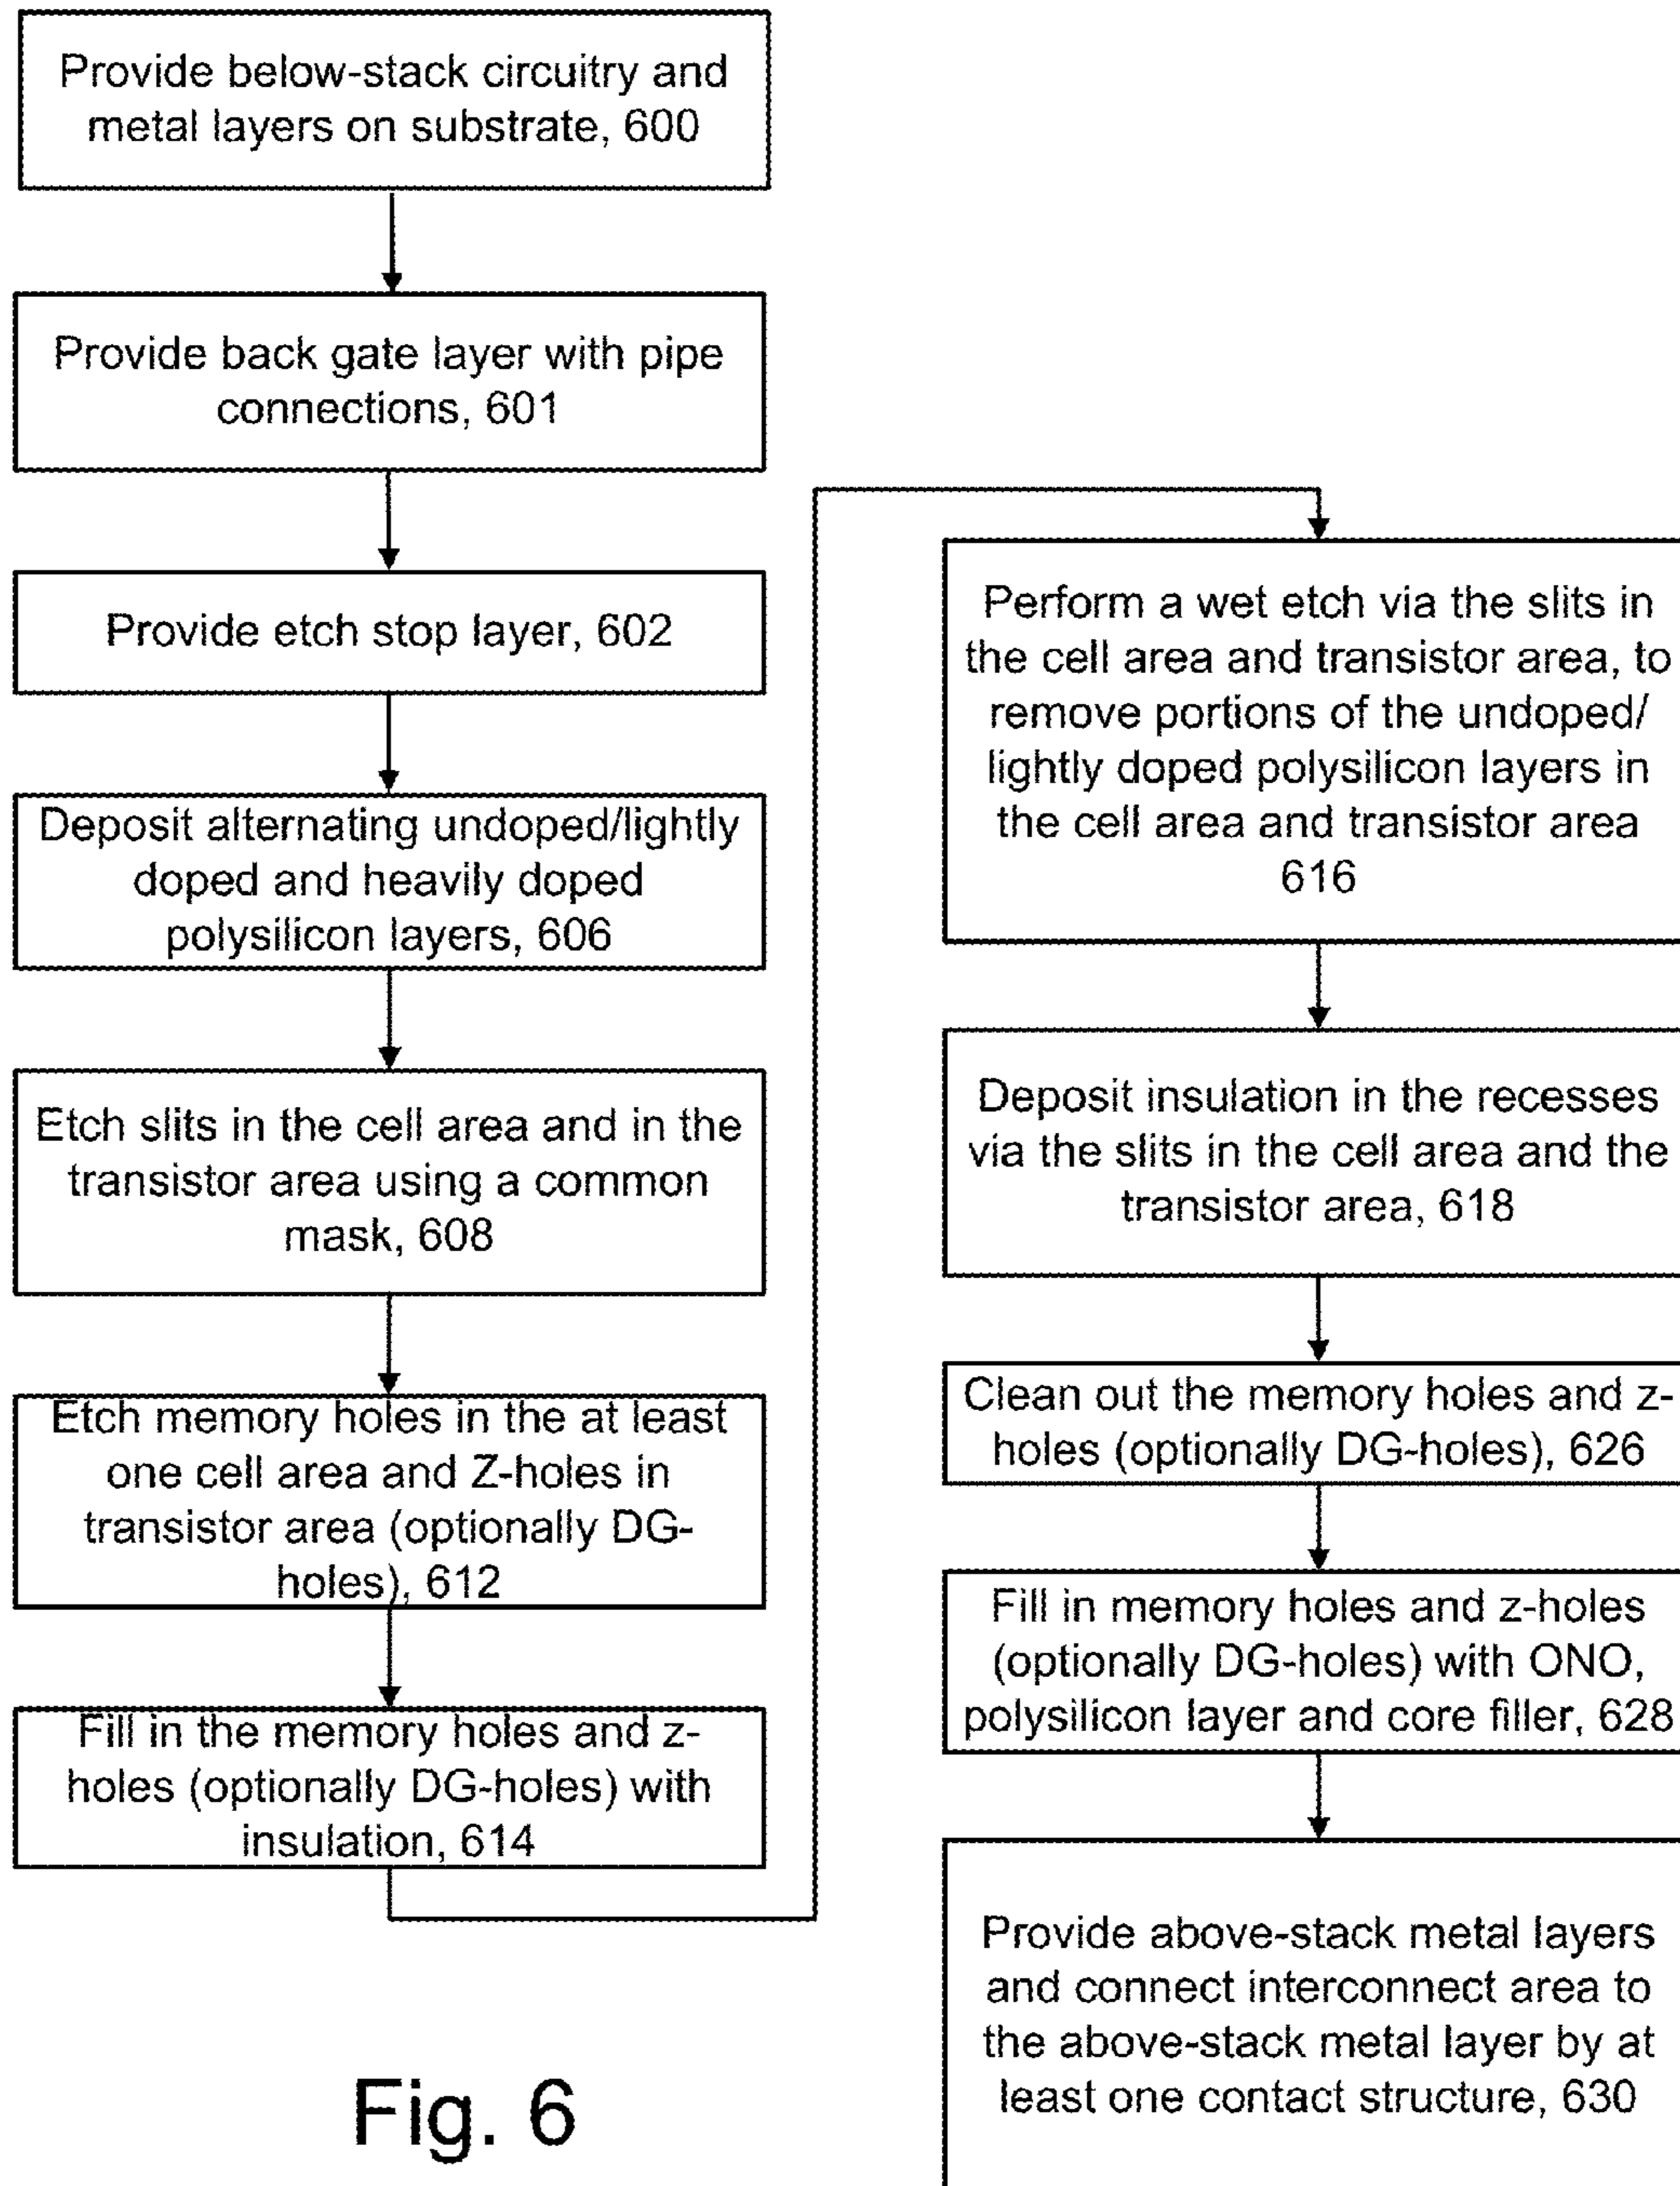 Provide below-stack circuitry and
metal layers on substrate, 600
Provide back gate layer with pipe
connections, 601
Provide etch stop layer, 602
Deposit alternating undoped/lightly
doped and heavily doped
polysilicon layers, 606
Etch slits in the cell area and in the
transistor area using a common
mask, 608
Etch memory holes in the at least
one cell area and Z-holes in
transistor area (optionally DG-
holes), 612
Fill in the memory holes and z-
holes (optionally DG-holes) with
insulation, 614
Perform a wet etch via the slits in
the cell area and transistor area, to
remove portions of the undoped/
lightly doped polysilicon layers in
the cell area and transistor area
616
Deposit insulation in the recesses
via the slits in the cell area and the
transistor area, 618
Clean out the memory holes and z-
holes (optionally DG-holes), 626
Fill in memory holes and z-holes
(optionally DG-holes) with ONO,
polysilicon layer and core filler, 628
Provide above-stack metal layers
and connect interconnect area to
the above-stack metal layer by at
least one contact structure, 630
Fig. 6